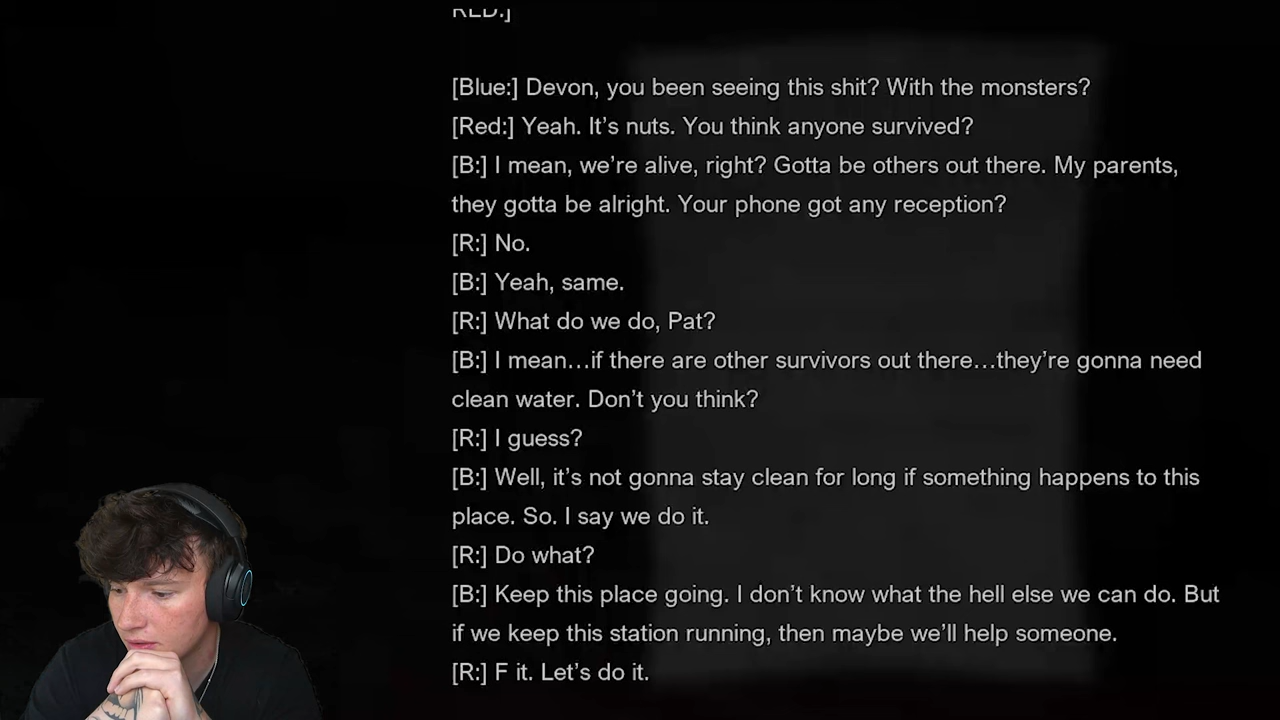 RED.]
[Blue:] Devon, you been seeing this shit? With the monsters?
[Red:] Yeah. It’s nuts. You think anyone survived?
[B:] I mean, we’re alive, right? Gotta be others out there. My parents,
they gotta be alright. Your phone got any reception?
[R:] No.
[B:] Yeah, same.
[R:] What do we do, Pat?
[B:] I mean…if there are other survivors out there…they’re gonna need
clean water. Don’t you think?
[R:] I guess?
[B:] Well, it’s not gonna stay clean for long if something happens to this
place. So. I say we do it.
[R:] Do what?
[B:] Keep this place going. I don’t know what the hell else we can do. But
if we keep this station running, then maybe we’ll help someone.
[R:] F it. Let’s do it.